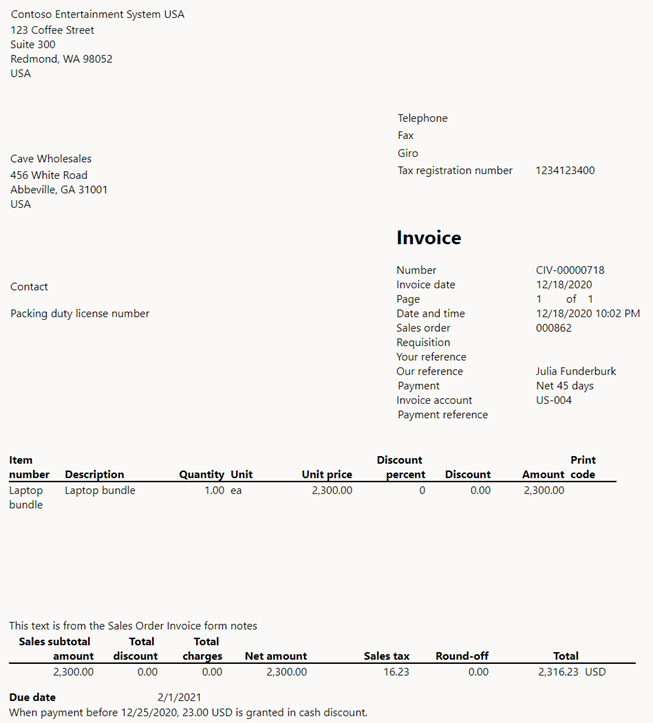 Contoso Entertainment System USA
123 Coffee Street
Suite 300
Redmond, WA 98052
USA
Telephone
Fax
Giro
Tax registration number 1234123400
Cave Wholesales
456 White Road
Abbeville, GA 31001
USA
Invoice
Number CIV-00000718
Invoice date 12/18/2020
Page 1 of 1
Date and time 12/18/2020 10:02 PM
Sales order 000862
Requisition
Your reference
Our reference Julia Funderburk
Payment Net 45 days
Invoice account US-004
Payment reference
Contact
Packing duty license number
Item Discount Print
number Description Quantity Unit Unit price percent Discount Amount code
Laptop Laptop bundle 1.00 ea 2,300.00 0 0.00 2,300.00
bundle
This text is from the Sales Order Invoice form notes
Sales subtotal Total Total
amount discount charges Net amount Sales tax Round-off Total
2,300.00 0.00 0.00 2,300.00 16.23 0.00 2,316.23 USD
Due date 2/1/2021
When payment before 12/25/2020, 23.00 USD is granted in cash discount.